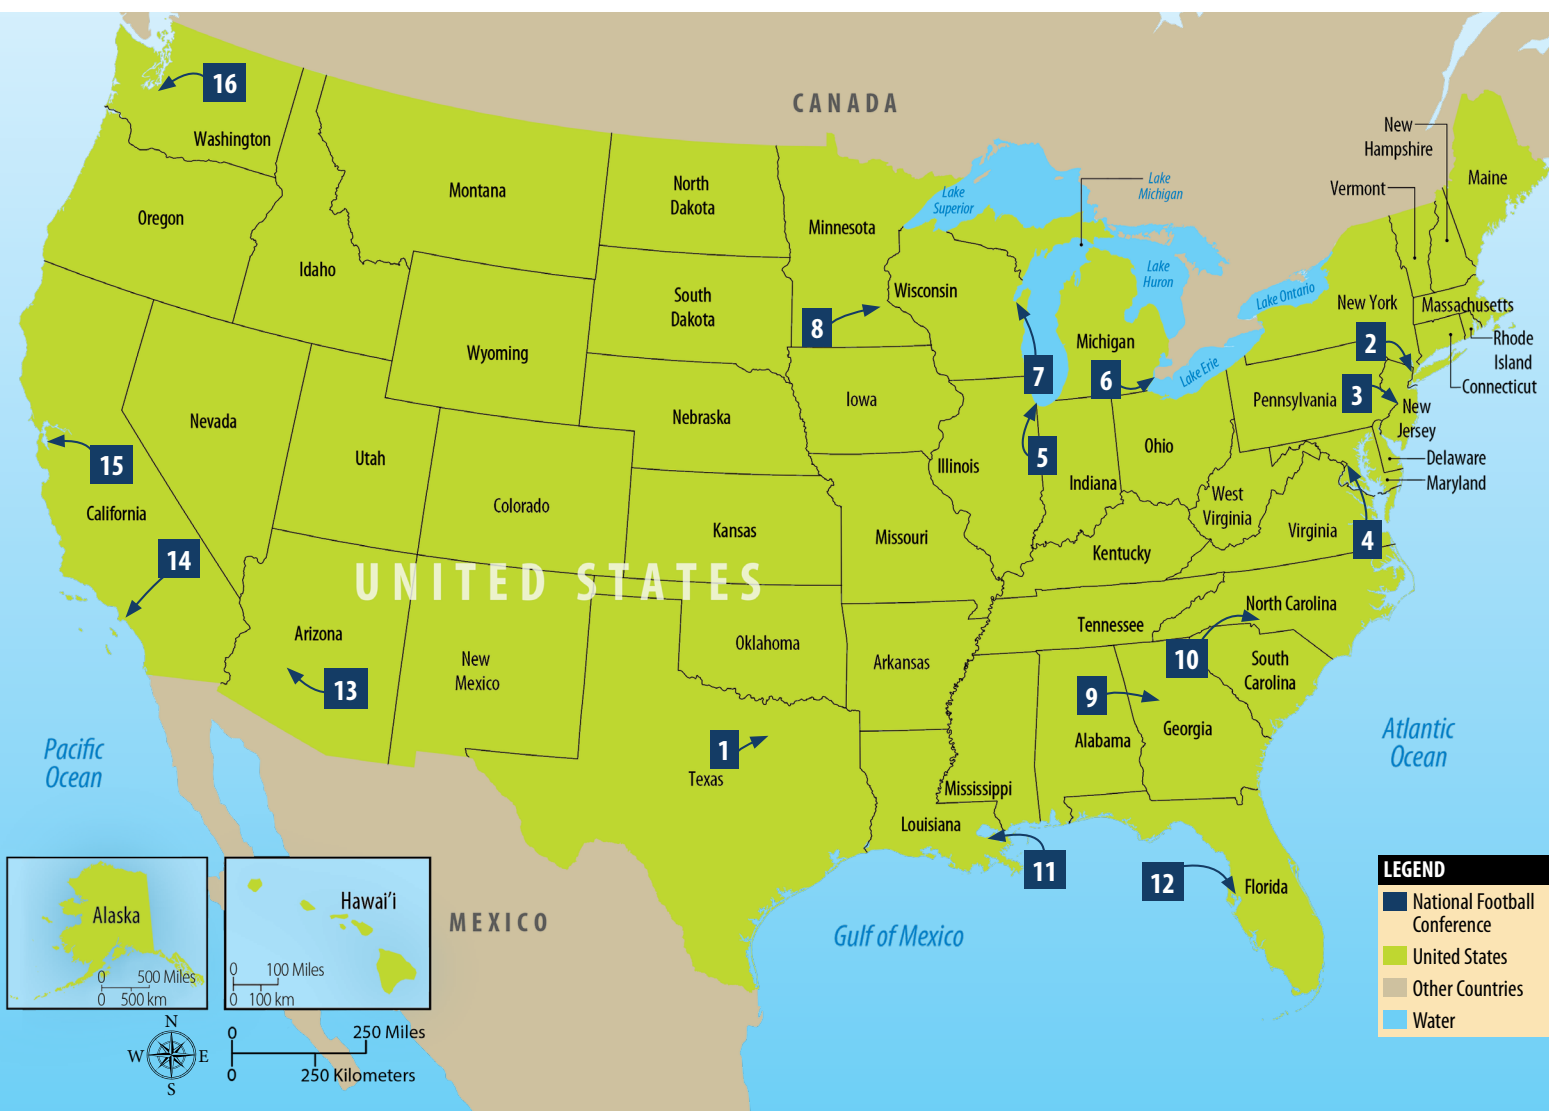 CANADA
16
Washington
Montana
North
Dakota
Minnesota
Lake
Superior
Lake
Michigan
New
Hampshire
Vermont
Maine
Oregon
Idaho
South
Dakota
Wisconsin
Lake
Huron
Lake Ontario
New York
Massachusetts
8
Wyoming
Michigan
2
Rhode
Island
Connecticut
7
6
Lake Erie
Pennsylvania
3
New
Jersey
Nevada
Nebraska
Iowa
15
Utah
Illinois
5
Ohio
Indiana
Delaware
Maryland
California
Colorado
Kansas
Missouri
West
Virginia
Virginia
4
Kentucky
14
UNITED STATES
Arizona
New
Mexico
Oklahoma
Arkansas
Tennessee
North Carolina
10
South
Carolina
13
9
Georgia
Alabama
1
Texas
Mississippi
Louisiana
11
12
Florida
Pacific
Ocean
Atlantic
Ocean
MEXICO
Gulf of Mexico
Alaska
0
500 Miles
0
500 km
Hawai'i
0
100 Miles
0
100 km
N
W
E
S
0
250 Miles
0
250 Kilometers
LEGEND
National Football
Conference
United States
Other Countries
Water